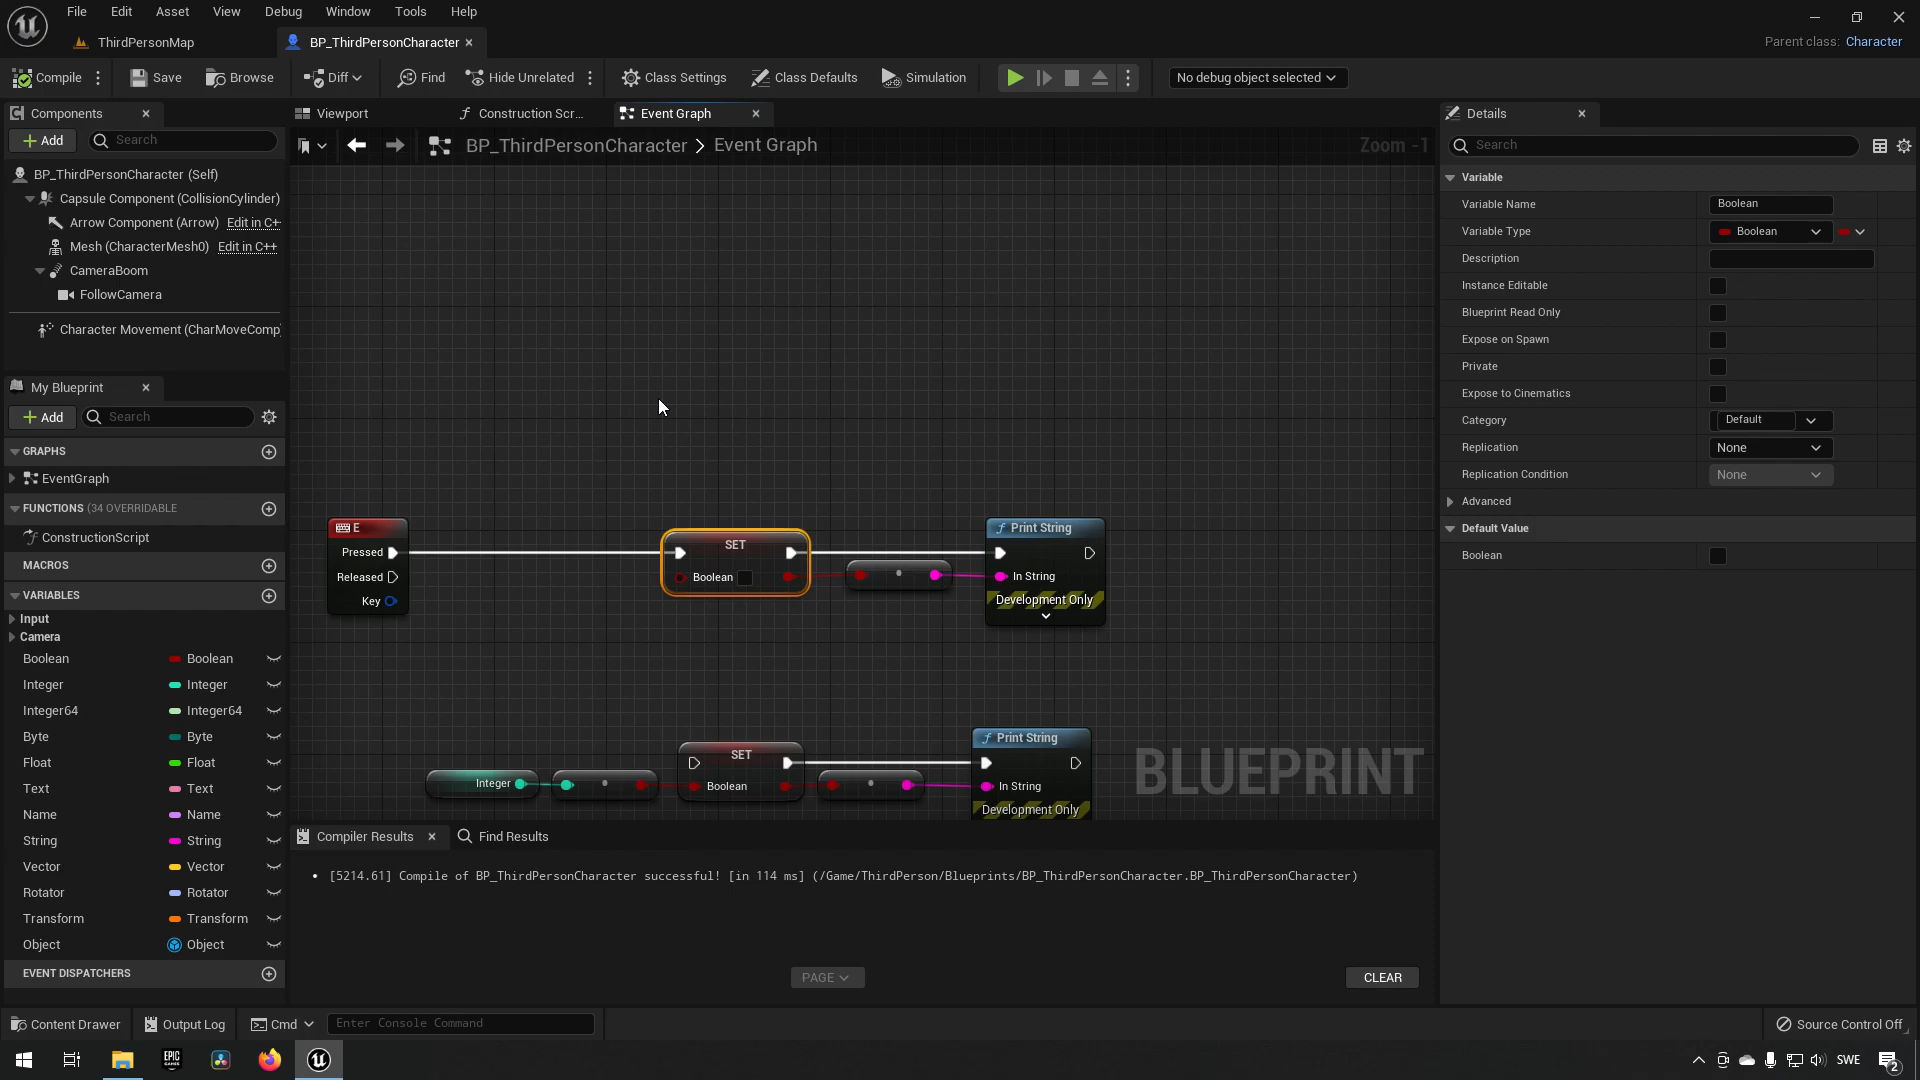 File Edit Asset View Debug Window Tools Help
ThirdPersonMap
BP_ThirdPersonCharacter
Parent class: Character
Compile
Save
Browse
Diff
Find
Hide Unrelated
Class Settings
Class Defaults
Simulation
No debug object selected
Components
Add
Search
BP_ThirdPersonCharacter (Self)
Capsule Component (CollisionCylinder)
Arrow Component (Arrow) Edit in C+
Mesh (CharacterMesh0) Edit in C++
CameraBoom
FollowCamera
Character Movement (CharMoveComp
My Blueprint
Add
Search
GRAPHS
EventGraph
FUNCTIONS (34 OVERRIDABLE
ConstructionScript
MACROS
VARIABLES
Input
Camera
Boolean Boolean
Integer Integer
Integer64 Integer64
Byte Byte
Float Float
Text Text
Name Name
String String
Vector Vector
Rotator Rotator
Transform Transform
Object Object
EVENT DISPATCHERS
Viewport
Construction Scr...
Event Graph
BP_ThirdPersonCharacter > Event Graph
Zoom -1
E
Pressed
Released
Key
SET
Boolean
Print String
In String
Development Only
Integer
SET
Boolean
Print String
In String
Development Only
BLUEPRINT
Compiler Results
Find Results
• [5214.61] Compile of BP_ThirdPersonCharacter successful! [in 114 ms] (/Game/ThirdPerson/Blueprints/BP_ThirdPersonCharacter.BP_ThirdPersonCharacter)
PAGE
CLEAR
Details
Search
Variable
Variable Name Boolean
Variable Type Boolean
Description
Instance Editable
Blueprint Read Only
Expose on Spawn
Private
Expose to Cinematics
Category Default
Replication None
Replication Condition None
Advanced
Default Value
Boolean
Content Drawer
Output Log
Cmd
Enter Console Command
Source Control Off
EPIC
GAMES
SWE
2